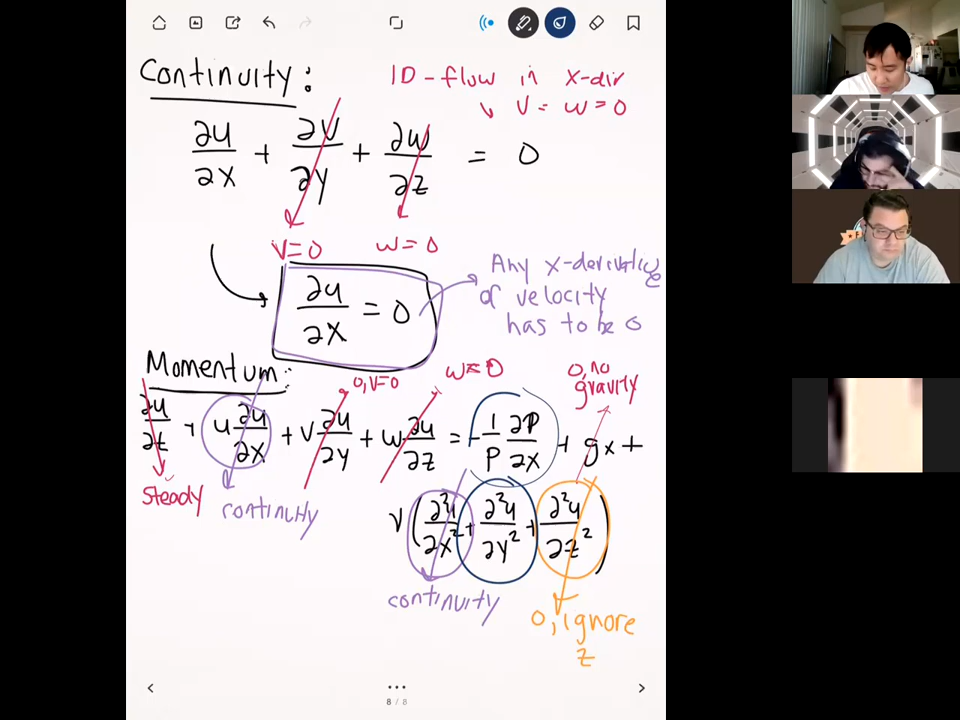 Continuity:
1D-flow in x-dir
↳ V = w = 0
∂u/∂x + ∂V/∂y + ∂w/∂z = 0
V=0
w=0
∂u/∂x = 0
Any x-derivative
of velocity
has to be 0
Momentum:
0, V=0
w=0
0, no
gravity
∂u/∂t + u ∂u/∂x + V ∂u/∂y + w ∂u/∂z = -1/ρ ∂P/∂x + gx +
steady
continuity
ν (∂²u/∂x² + ∂²u/∂y² + ∂²u/∂z²)
continuity
0, ignore
z
8 / 8